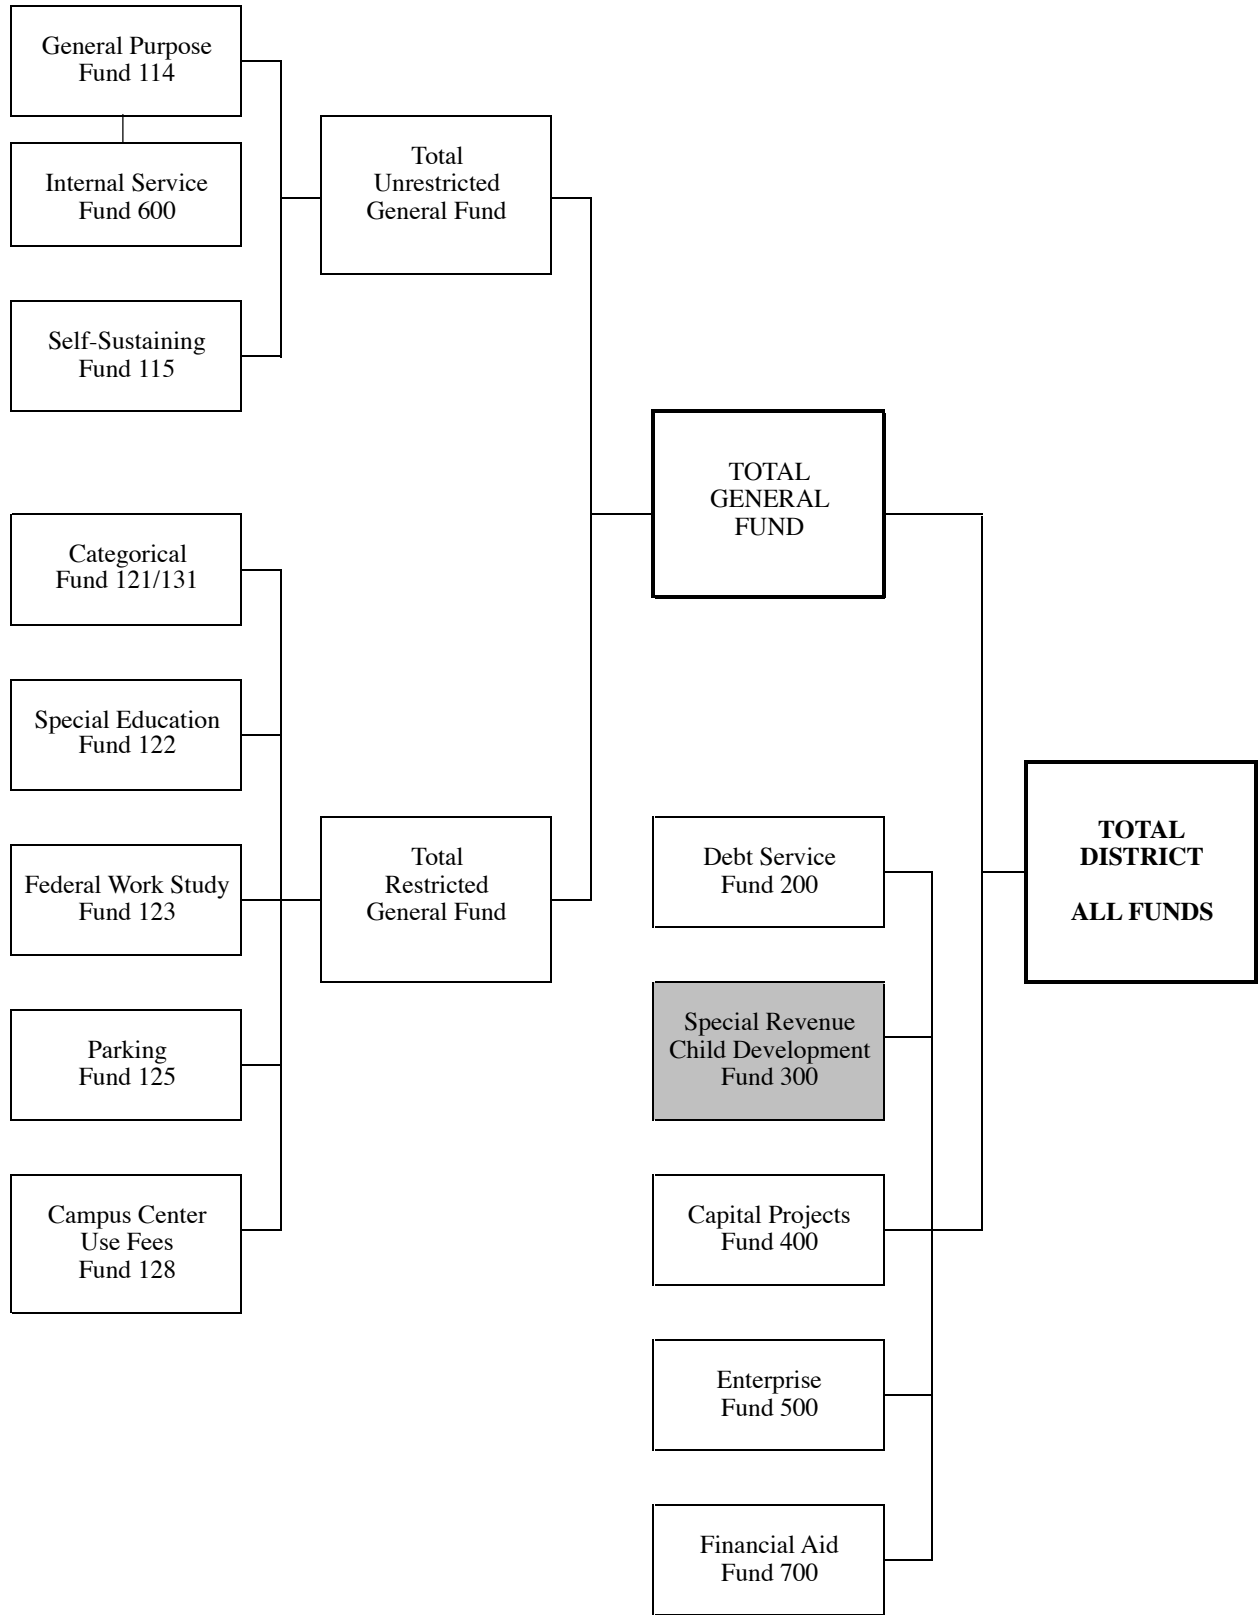 General Purpose
Fund 114
Internal Service
Fund 600
Self-Sustaining
Fund 115
Total
Unrestricted
General Fund
Categorical
Fund 121/131
Special Education
Fund 122
Federal Work Study
Fund 123
Parking
Fund 125
Campus Center
Use Fees
Fund 128
Total
Restricted
General Fund
TOTAL
GENERAL
FUND
Debt Service
Fund 200
Special Revenue
Child Development
Fund 300
Capital Projects
Fund 400
Enterprise
Fund 500
Financial Aid
Fund 700
TOTAL
DISTRICT
ALL FUNDS